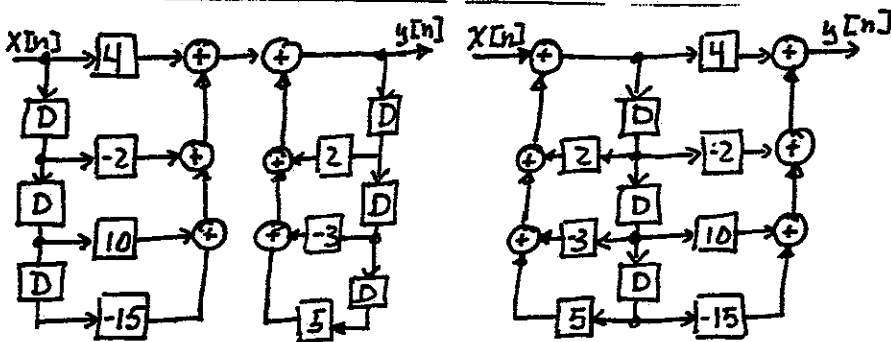 x[n] 4 + + y[n] x[n] + 4 + y[n]
D D D
-2 + + 2 + 2 -2 +
D D D
10 + + -3 + -3 10 +
D D D
-15 5 5 -15